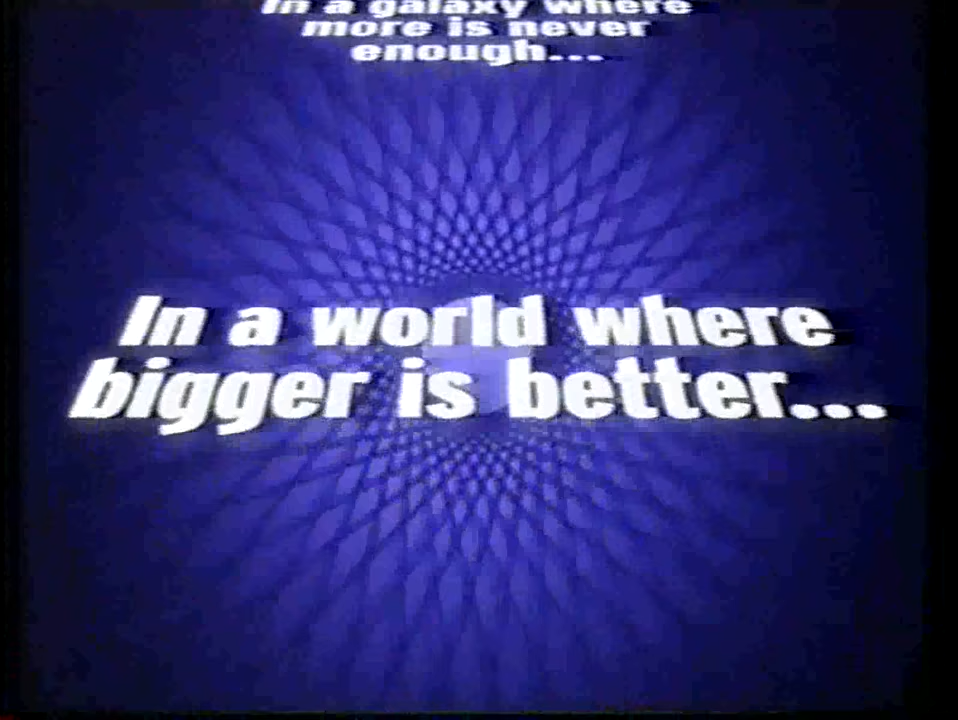 In a galaxy where
more is never
enough...
In a world where
bigger is better...